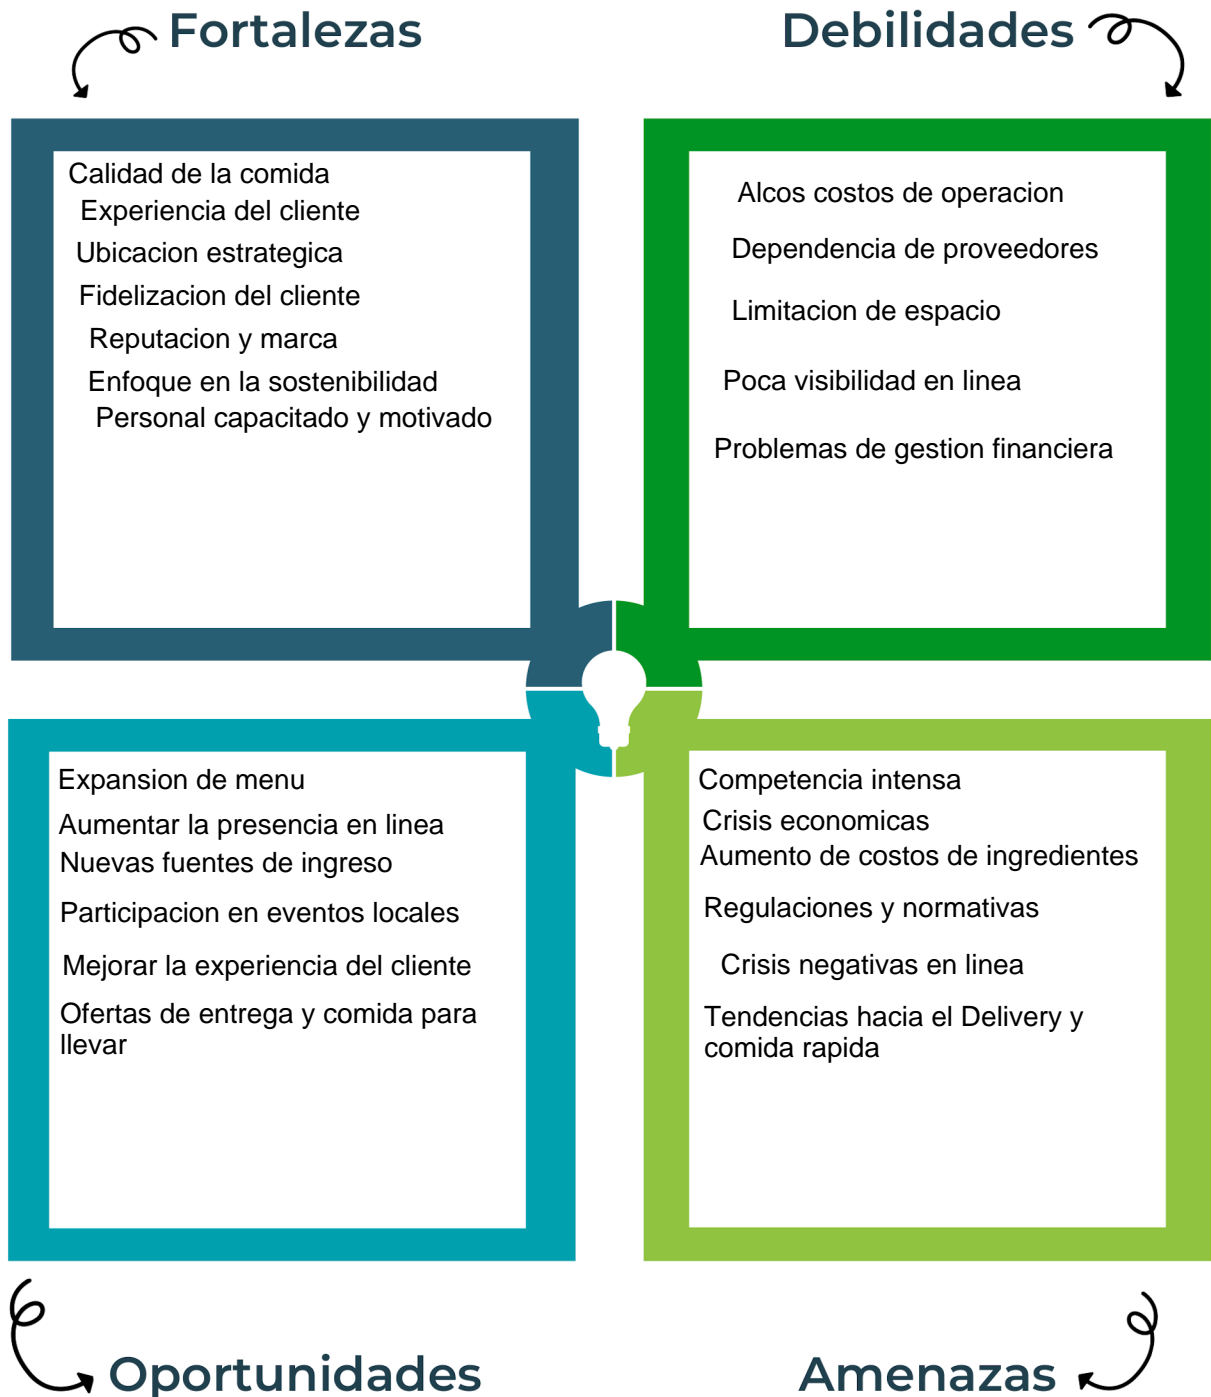 Fortalezas
Calidad de la comida
Experiencia del cliente
Ubicacion estrategica
Fidelizacion del cliente
Reputacion y marca
Enfoque en la sostenibilidad
Personal capacitado y motivado
Debilidades
Alcos costos de operacion
Dependencia de proveedores
Limitacion de espacio
Poca visibilidad en linea
Problemas de gestion financiera
Expansion de menu
Aumentar la presencia en linea
Nuevas fuentes de ingreso
Participacion en eventos locales
Mejorar la experiencia del cliente
Ofertas de entrega y comida para
llevar
Oportunidades
Competencia intensa
Crisis economicas
Aumento de costos de ingredientes
Regulaciones y normativas
Crisis negativas en linea
Tendencias hacia el Delivery y
comida rapida
Amenazas